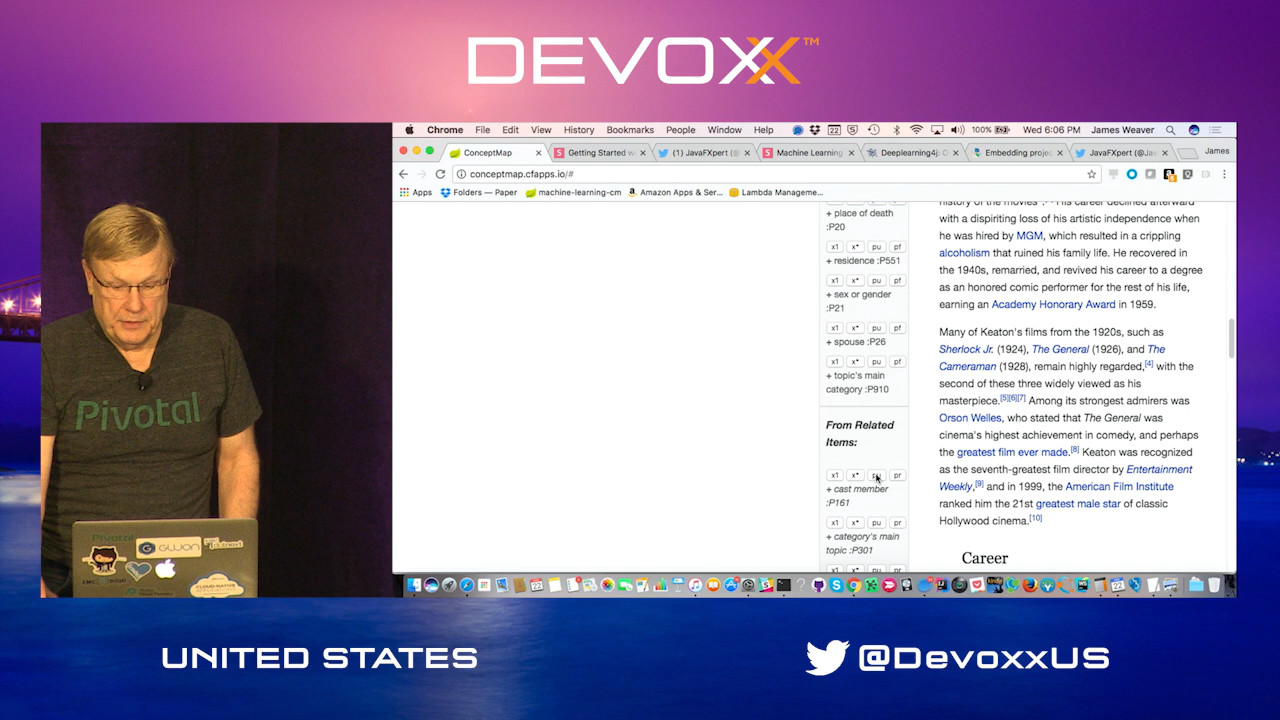 DEVOXX™
Chrome File Edit View History Bookmarks People Window Help 22 100% Wed 6:06 PM James Weaver
ConceptMap × Getting Started w × (1) JavaFXpert (@ × Machine Learning × Deeplearning4j: O × Embedding projec × JavaFXpert (@Jav × James
conceptmap.cfapps.io/#
Apps Folders — Paper machine-learning-cm Amazon Apps & Ser... Lambda Manageme...
+ place of death
:P20
x1 x* pu pf
+ residence :P551
x1 x* pu pf
+ sex or gender
:P21
x1 x* pu pf
+ spouse :P26
x1 x* pu pf
+ topic's main
category :P910
From Related
Items:
x1 x* pu pr
+ cast member
:P161
x1 x* pu pr
+ category's main
topic :P301
his career declined afterward
with a dispiriting loss of his artistic independence when
he was hired by MGM, which resulted in a crippling
alcoholism that ruined his family life. He recovered in
the 1940s, remarried, and revived his career to a degree
as an honored comic performer for the rest of his life,
earning an Academy Honorary Award in 1959.
Many of Keaton's films from the 1920s, such as
Sherlock Jr. (1924), The General (1926), and The
Cameraman (1928), remain highly regarded,[4] with the
second of these three widely viewed as his
masterpiece.[5][6][7] Among its strongest admirers was
Orson Welles, who stated that The General was
cinema's highest achievement in comedy, and perhaps
the greatest film ever made.[8] Keaton was recognized
as the seventh-greatest film director by Entertainment
Weekly,[9] and in 1999, the American Film Institute
ranked him the 21st greatest male star of classic
Hollywood cinema.[10]
Career
Pivotal
Pivotal
GLUON
CLOUD-NATIVE
UNITED STATES
@DevoxxUS